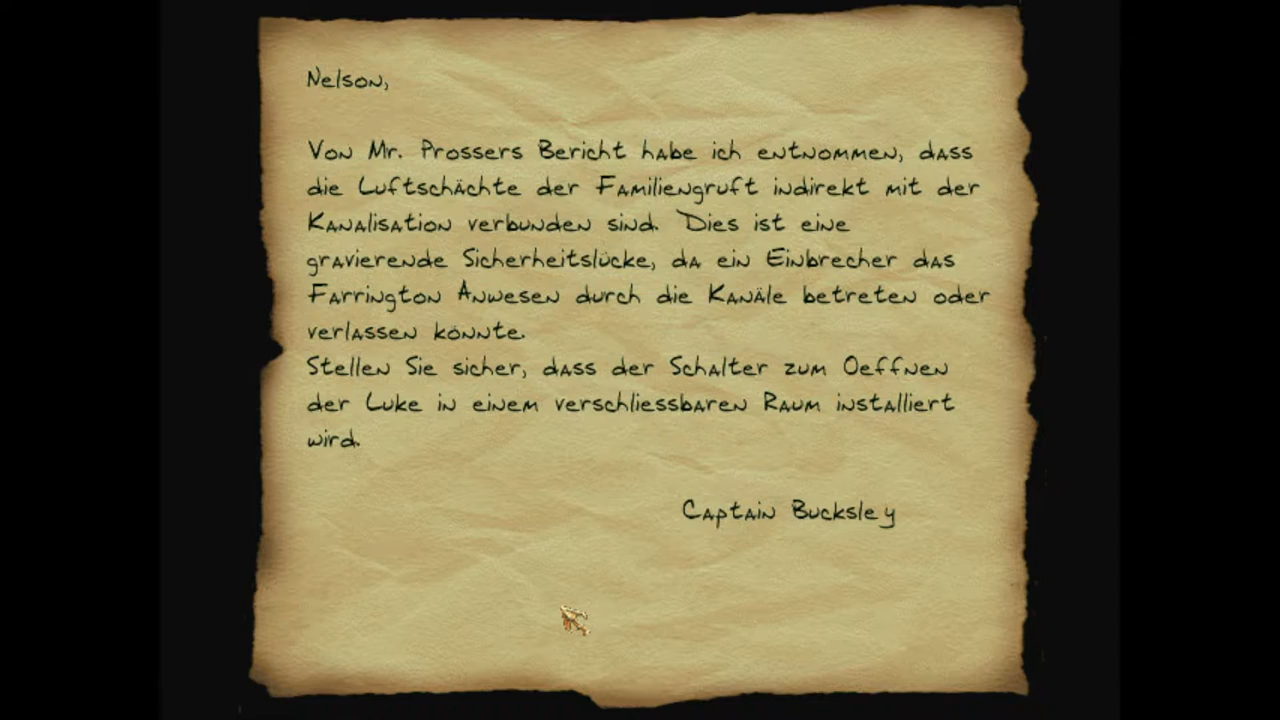 Nelson,
Von Mr. Prossers Bericht habe ich entnommen, dass
die Luftschächte der Familiengruft indirekt mit der
Kanalisation verbunden sind. Dies ist eine
gravierende Sicherheitslücke, da ein Einbrecher das
Farrington Anwesen durch die Kanäle betreten oder
verlassen könnte.
Stellen Sie sicher, dass der Schalter zum Oeffnen
der Luke in einem verschliessbaren Raum installiert
wird.
Captain Bucksley